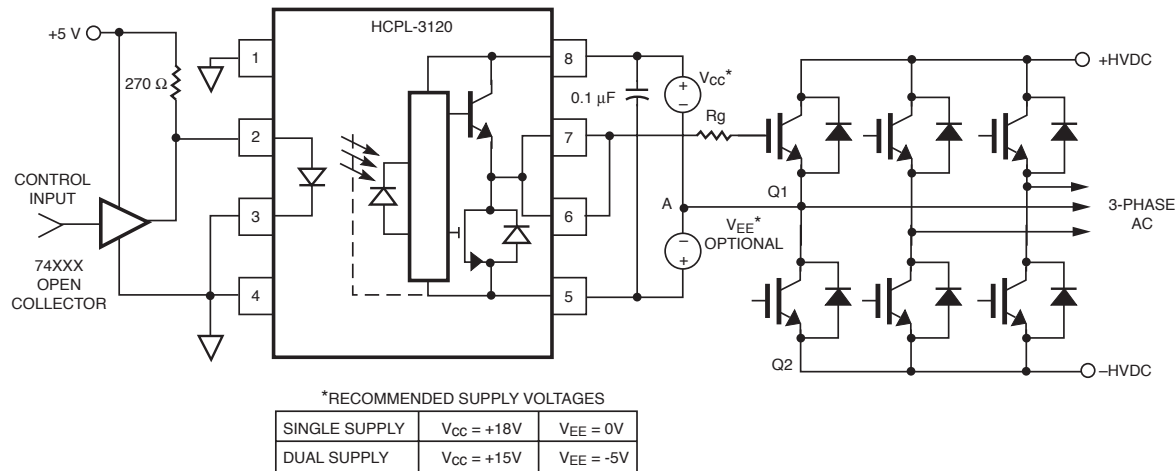 HCPL-3120
+5 V
270 Ω
1
2
3
4
8
7
6
5
CONTROL
INPUT
74XXX
OPEN
COLLECTOR
0.1 µF
VCC*
+
−
Rg
A
VEE*
OPTIONAL
−
+
Q1
Q2
+HVDC
3-PHASE
AC
–HVDC
*RECOMMENDED SUPPLY VOLTAGES
SINGLE SUPPLY VCC = +18V VEE = 0V
DUAL SUPPLY VCC = +15V VEE = -5V